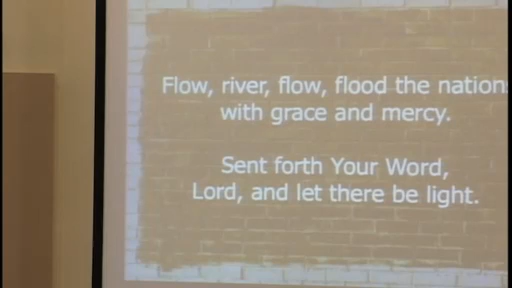 Flow, river, flow, flood the nation
with grace and mercy.
Sent forth Your Word,
Lord, and let there be light.